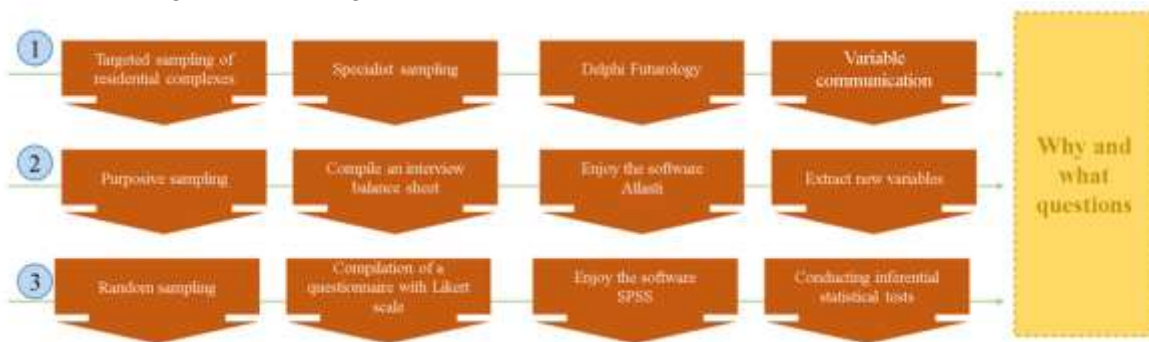 1
Targeted sampling of
residential complexes
Specialist sampling
Delphi Futurology
Variable
communication
2
Purposive sampling
Compile an interview
balance sheet
Enjoy the software
Atlasti
Extract new variables
3
Random sampling
Compilation of a
questionnaire with Likert
scale
Enjoy the software
SPSS
Conducting inferential
statistical tests
Why and
what
questions